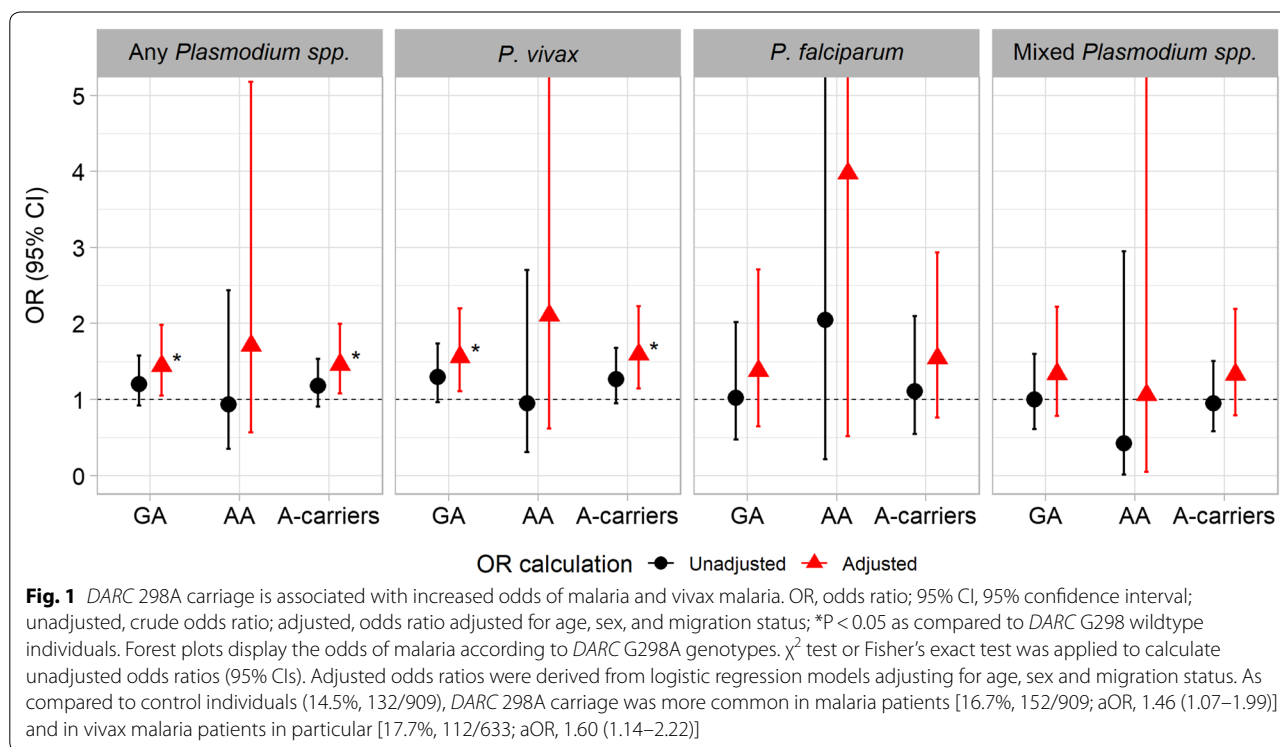 Any Plasmodium spp. P. vivax P. falciparum Mixed Plasmodium spp.
OR (95% CI)
5
4
3
2
1
0
* * * *
GA AA A-carriers GA AA A-carriers GA AA A-carriers GA AA A-carriers
OR calculation Unadjusted Adjusted
Fig. 1 DARC 298A carriage is associated with increased odds of malaria and vivax malaria. OR, odds ratio; 95% CI, 95% confidence interval;
unadjusted, crude odds ratio; adjusted, odds ratio adjusted for age, sex, and migration status; *P < 0.05 as compared to DARC G298 wildtype
individuals. Forest plots display the odds of malaria according to DARC G298A genotypes. χ² test or Fisher's exact test was applied to calculate
unadjusted odds ratios (95% CIs). Adjusted odds ratios were derived from logistic regression models adjusting for age, sex and migration status. As
compared to control individuals (14.5%, 132/909), DARC 298A carriage was more common in malaria patients [16.7%, 152/909; aOR, 1.46 (1.07–1.99)]
and in vivax malaria patients in particular [17.7%, 112/633; aOR, 1.60 (1.14–2.22)]